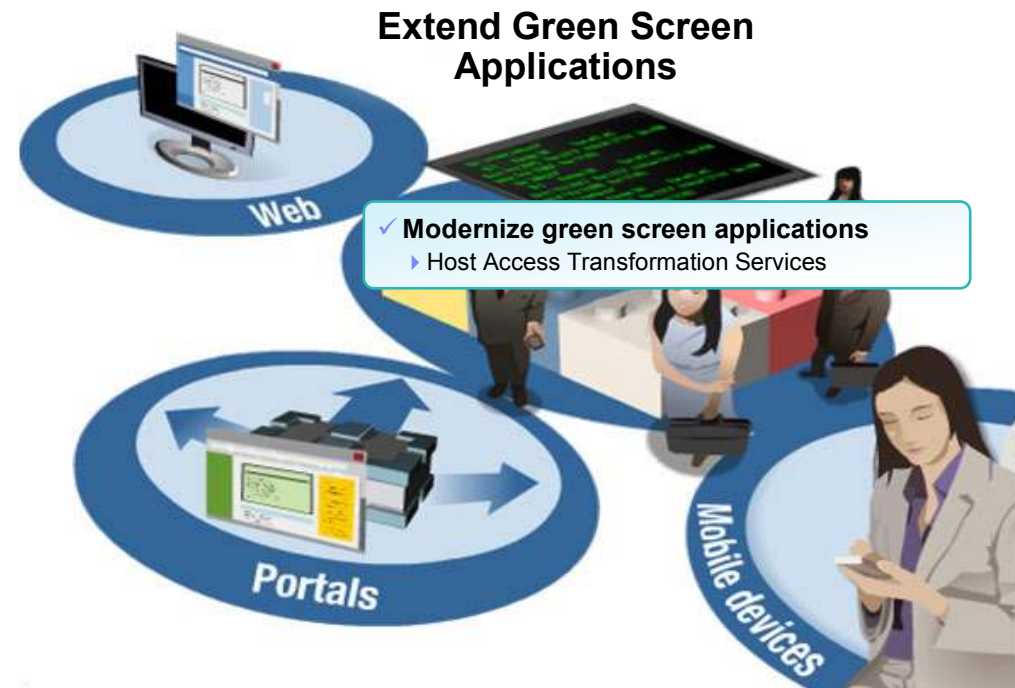 Extend Green Screen
Applications
Web
✓ Modernize green screen applications
Host Access Transformation Services
Portals
Mobile devices